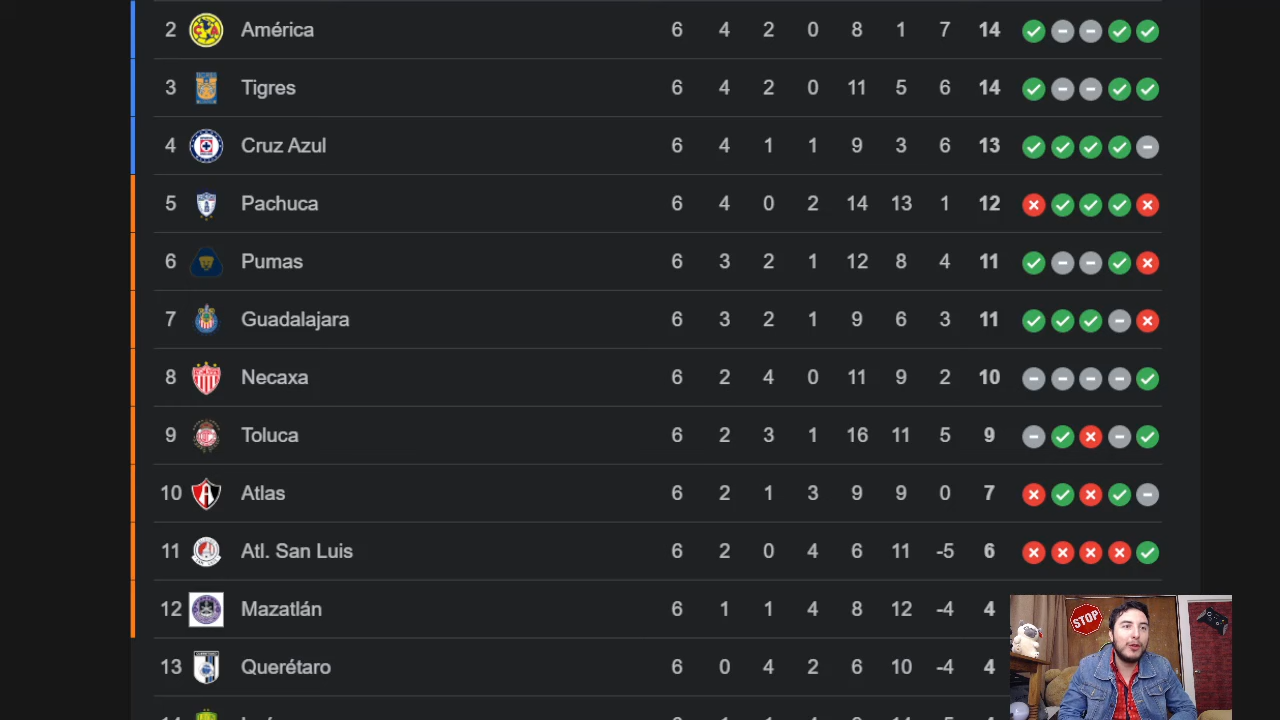 2 América 6 4 2 0 8 1 7 14
3 Tigres 6 4 2 0 11 5 6 14
4 Cruz Azul 6 4 1 1 9 3 6 13
5 Pachuca 6 4 0 2 14 13 1 12
6 Pumas 6 3 2 1 12 8 4 11
7 Guadalajara 6 3 2 1 9 6 3 11
8 Necaxa 6 2 4 0 11 9 2 10
9 Toluca 6 2 3 1 16 11 5 9
10 Atlas 6 2 1 3 9 9 0 7
11 Atl. San Luis 6 2 0 4 6 11 -5 6
12 Mazatlán 6 1 1 4 8 12 -4 4
STOP
13 Querétaro 6 0 4 2 6 10 -4 4